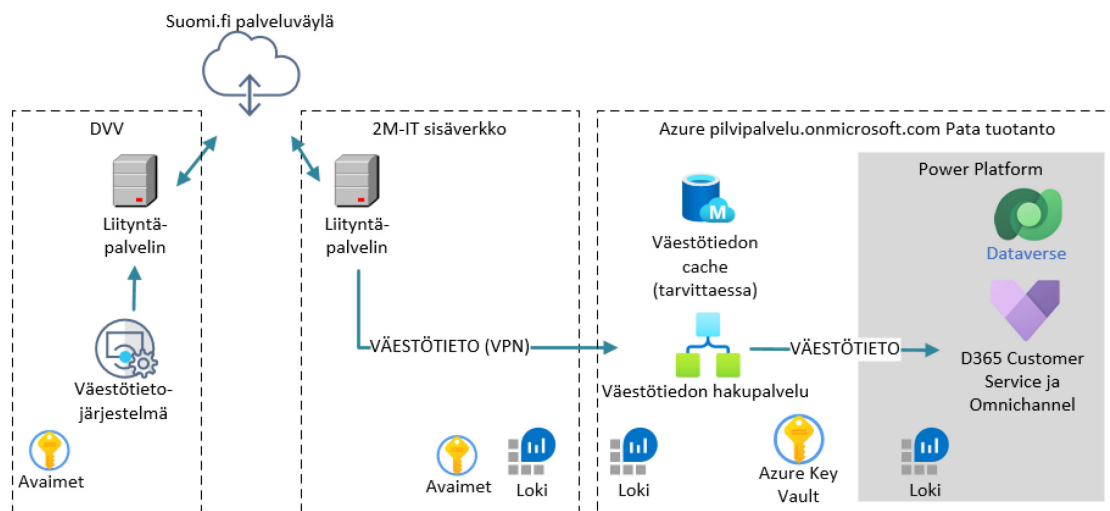 Suomi.fi palveluväylä
DVV
Liityntä-
palvelin
Väestötieto-
järjestelmä
Avaimet
2M-IT sisäverkko
Liityntä-
palvelin
VÄESTÖTIETO (VPN)
Avaimet
Loki
Azure pilvipalvelu.onmicrosoft.com Pata tuotanto
M
Väestötiedon
cache
(tarvittaessa)
Väestötiedon hakupalvelu
VÄESTÖTIETO
Loki
Azure Key
Vault
Power Platform
Dataverse
D365 Customer
Service ja
Omnichannel
Loki